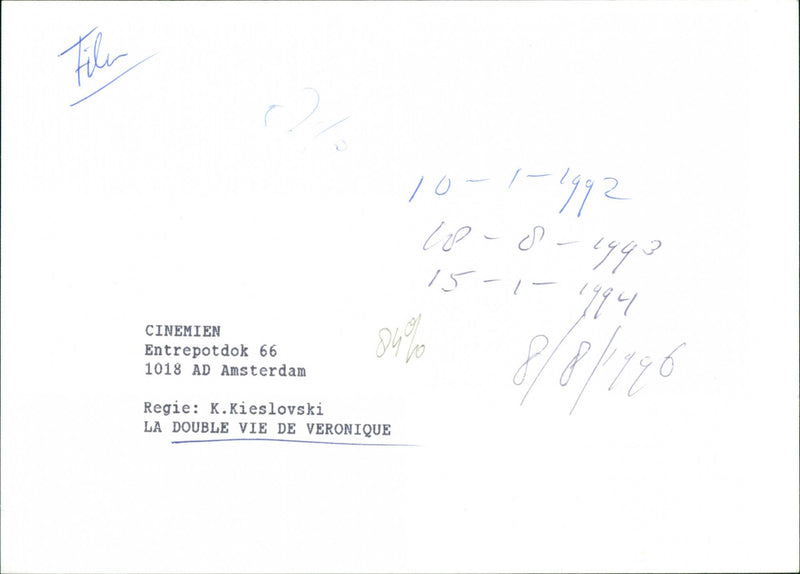 Film
10-1-1992
18-8-1993
15-1-1994
8/8/1996
84%
CINEMIEN
Entrepotdok 66
1018 AD Amsterdam
Regie: K.Kieslovski
LA DOUBLE VIE DE VERONIQUE